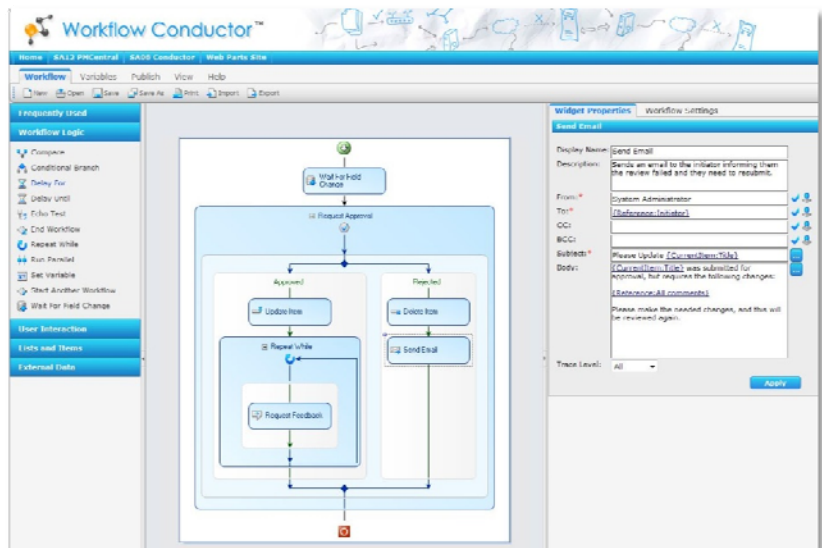 Workflow Conductor™
Home SA12 PMCentral SA08 Conductor Web Parts Site
Workflow Variables Publish View Help
New Open Save Save As Print Import Export
Frequently Used
Workflow Logic
Compare
Conditional Branch
Delay For
Delay Until
Echo Text
End Workflow
Repeat While
Run Parallel
Set Variable
Start Another Workflow
Wait For Field Change
User Interaction
Lists and Items
External Data
Wait For Field
Change
Request Approval
Approved
Rejected
Update Item
Delete Item
Repeat While
Send Email
Request Feedback
Widget Properties Workflow Settings
Send Email
Display Name: Send Email
Description: Sends an email to the initiator informing them
the review failed and they need to resubmit.
From:* System Administrator
To:* {Reference:Initiator}
CC:
BCC:
Subject:* Please Update {CurrentItem:Title}
Body: {CurrentItem:Title} was submitted for
approval, but requires the following changes:
{Reference:All comments}
Please make the needed changes, and this will
be reviewed again.
Trace Level: All
Apply